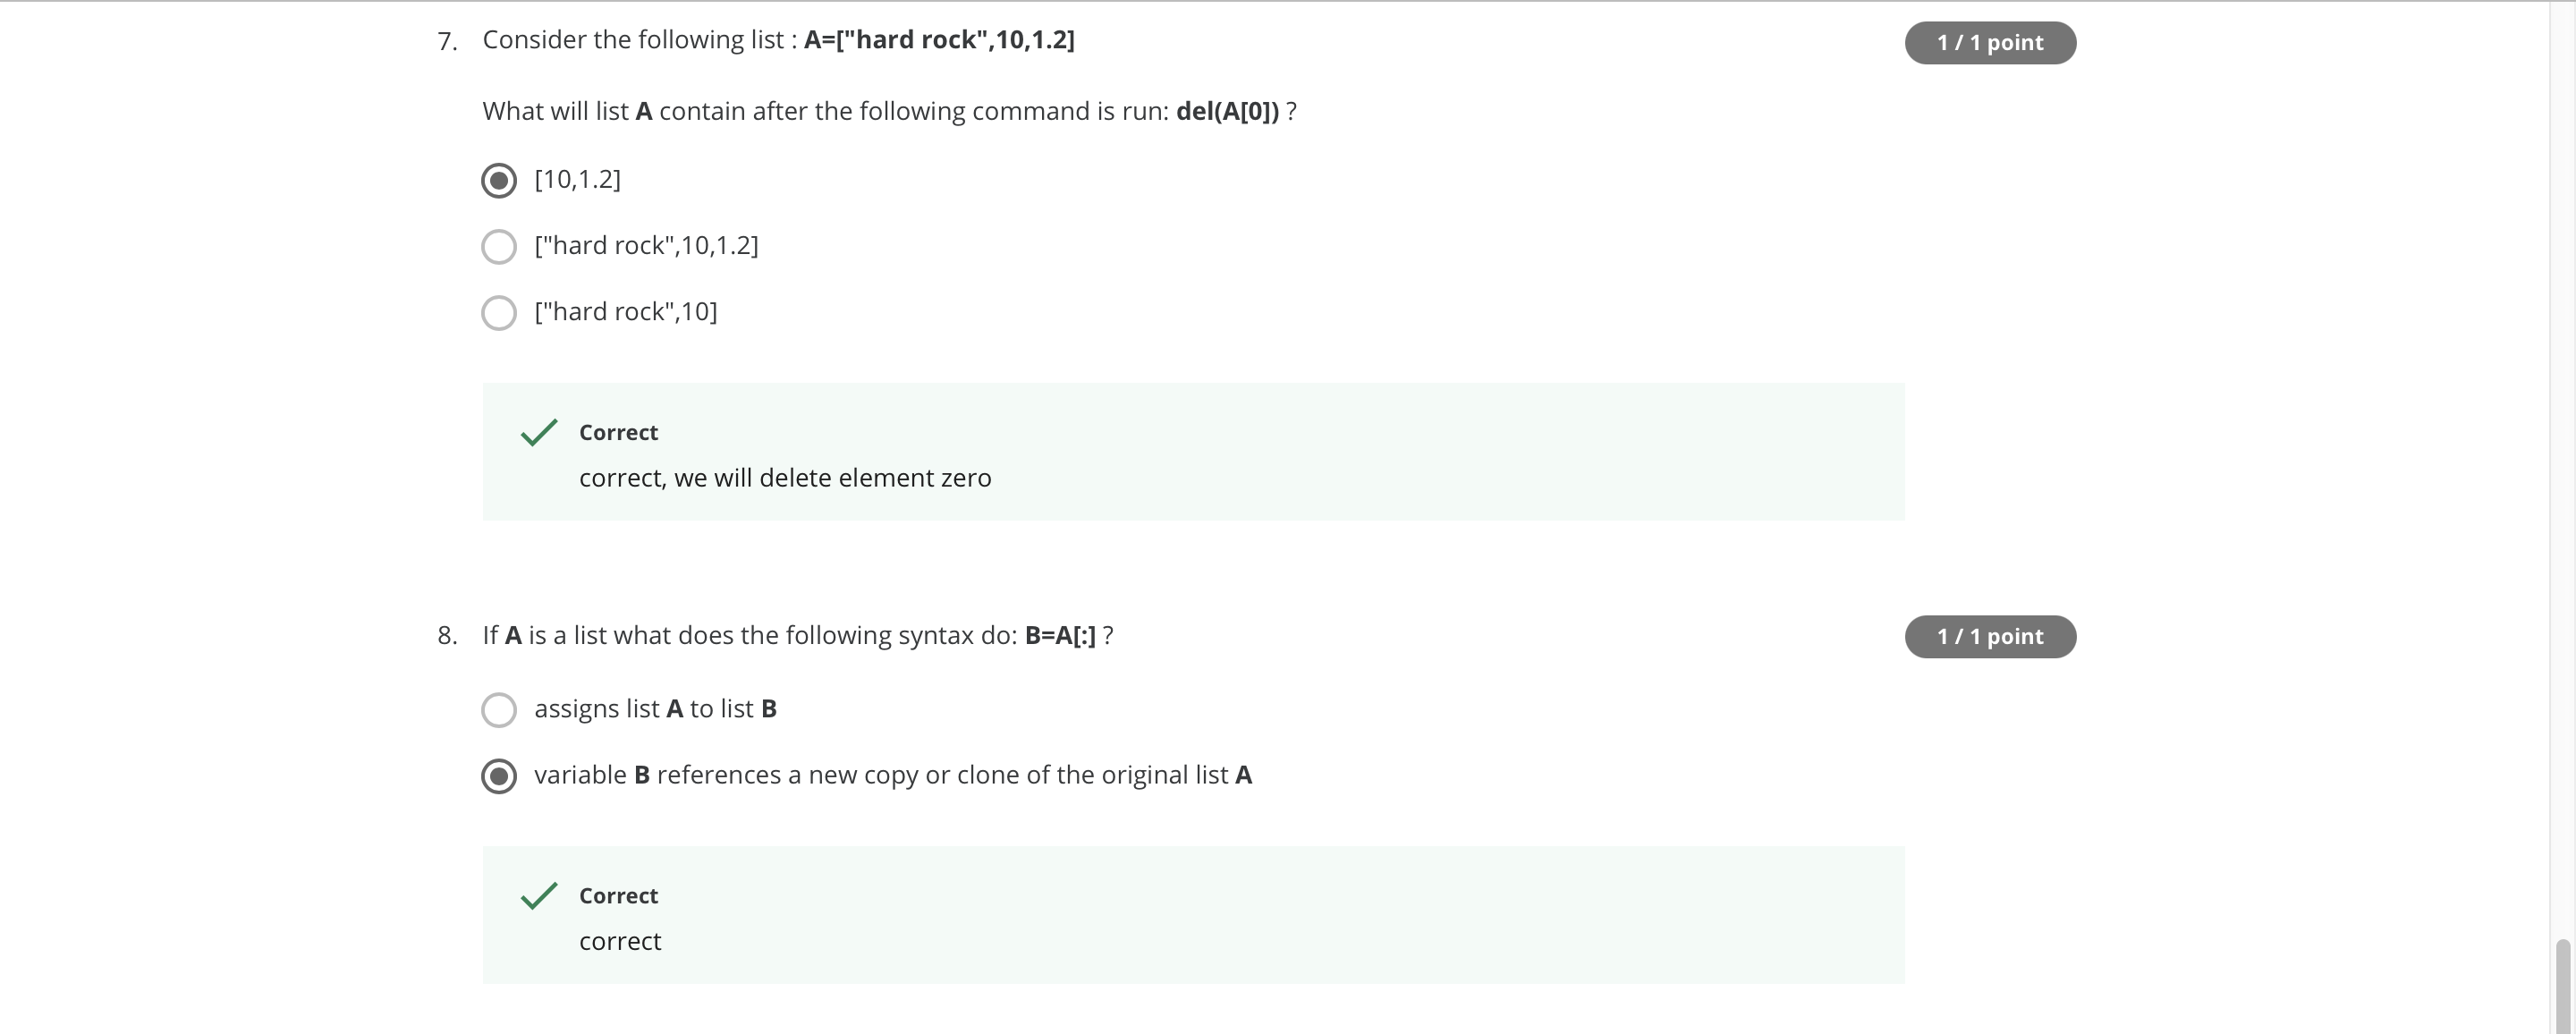 7. Consider the following list : A=["hard rock",10,1.2]
1 / 1 point
What will list A contain after the following command is run: del(A[0]) ?
[10,1.2]
["hard rock",10,1.2]
["hard rock",10]
Correct
correct, we will delete element zero
8. If A is a list what does the following syntax do: B=A[:] ?
1 / 1 point
assigns list A to list B
variable B references a new copy or clone of the original list A
Correct
correct